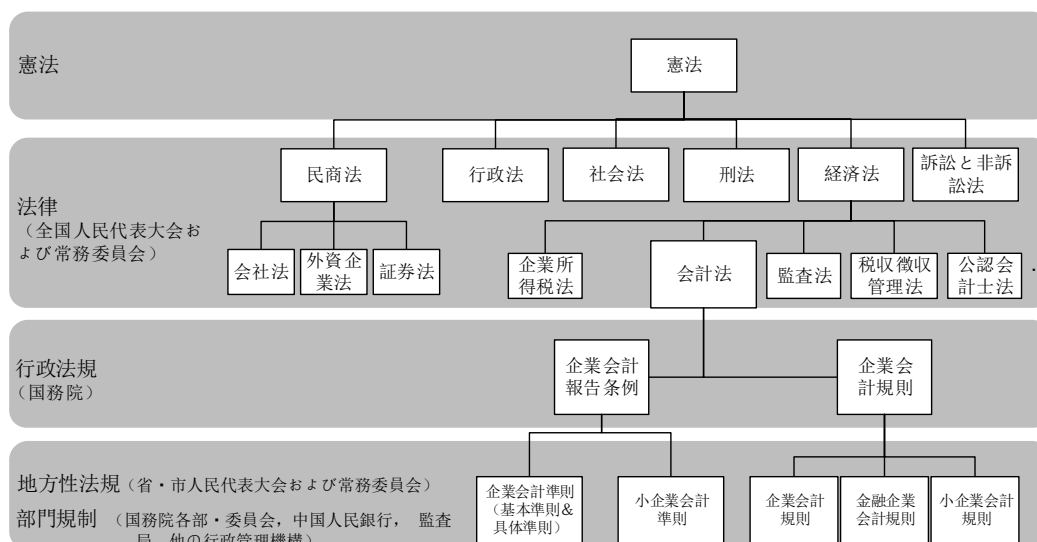 憲法
憲法
民商法
行政法
社会法
刑法
経済法
訴訟と非訴
訟法
法律
（全国人民代表大会お
よび常務委員会）
会社法
外資企
業法
証券法
企業所
得税法
会計法
監査法
税収徴収
管理法
公認会
計士法
行政法規
（国務院）
企業会計
報告条例
企業会
計規則
地方性法規（省・市人民代表大会および常務委員会）
部門規制 （国務院各部・委員会，中国人民銀行， 監査
局，他の行政管理機構）
企業会計準則
（基本準則＆
具体準則）
小企業会計
準則
企業会計
規則
金融企業
会計規則
小企業会計
規則